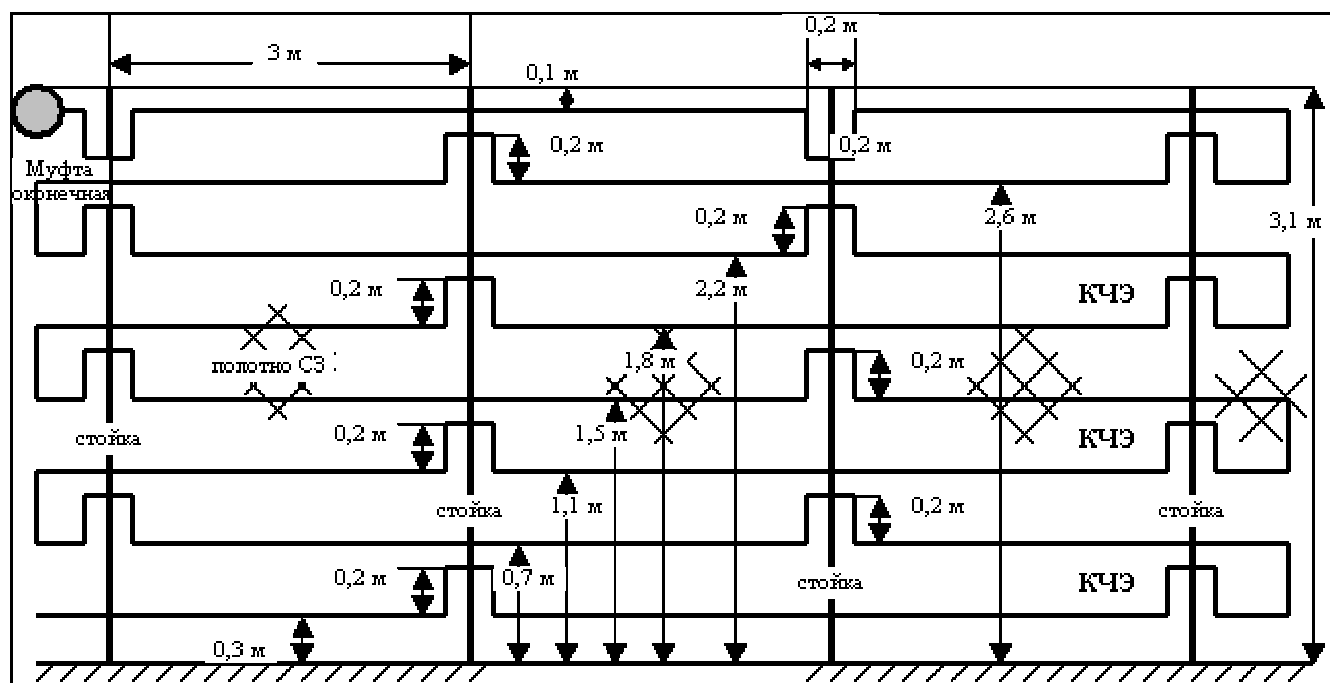 0,2 м
3 м
0,1 м
0,2 м
0,2 м
Муфта
оконечная
0,2 м
2,6 м
3,1 м
0,2 м
2,2 м
КЧЭ
полотно СЗ
1,8 м
0,2 м
стойка
0,2 м
1,5 м
КЧЭ
стойка
1,1 м
0,2 м
стойка
0,2 м
0,7 м
стойка
КЧЭ
0,3 м